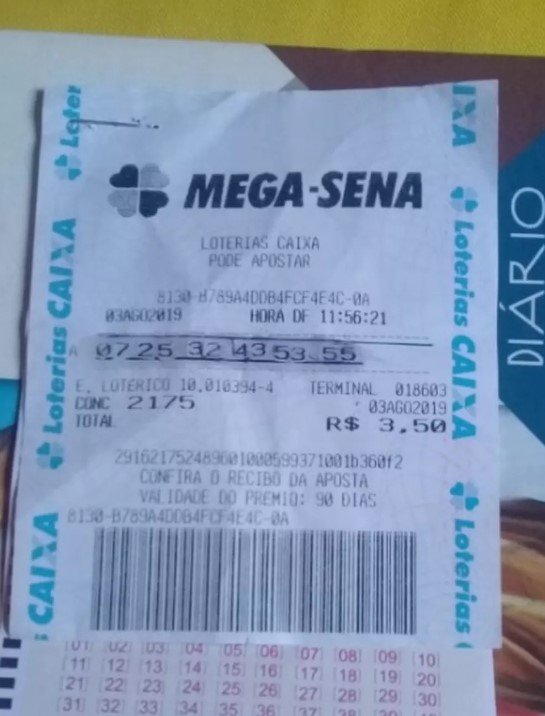 MEGA-SENA
LOTERIAS CAIXA
PODE APOSTAR
8130-B789A4DDB4FCF4E4C-0A
03AGO2019 HORA DF 11:56:21
A 07 25 32 43 53 55
E. LOTERICO 10.010394-4 TERMINAL 018603
CONC 2175 03AGO2019
TOTAL R$ 3,50
291621752489601000599371001b360f2
CONFIRA O RECIBO DA APOSTA
VALIDADE DO PREMIO: 90 DIAS
8130-B789A4DDB4FCF4E4C-0A
Loterias CAIXA
CAIXA
Loter
AIXA
Loterias CAIXA
Loterias
DIÁRIO
[01] [02] [03] [04] [05] [06] [07] [08] [09] [10]
[11] [12] [13] [14] [15] [16] [17] [18] [19] [20]
[21] [22] [23] [24] [25] [26] [27] [28] [29] [30]
[31] [32] [33] [34] [35] [36] [37] [38]